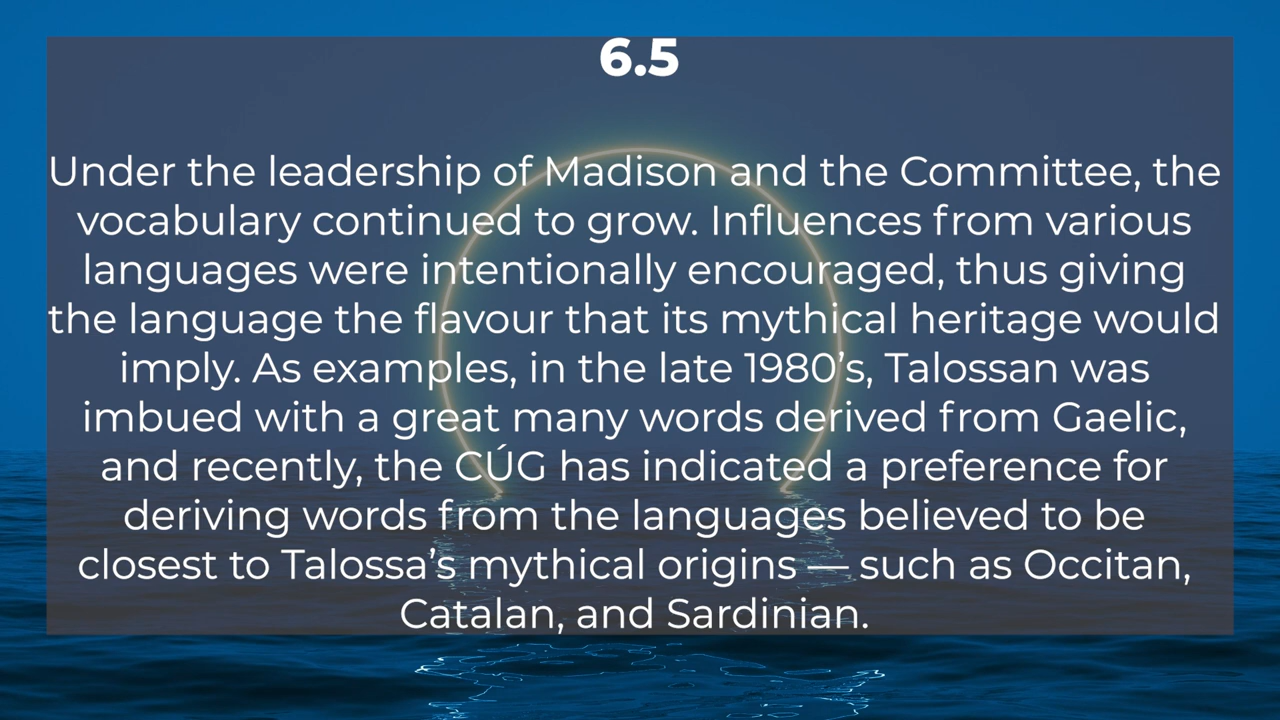 6.5
Under the leadership of Madison and the Committee, the
vocabulary continued to grow. Influences from various
languages were intentionally encouraged, thus giving
the language the flavour that its mythical heritage would
imply. As examples, in the late 1980’s, Talossan was
imbued with a great many words derived from Gaelic,
and recently, the CÚG has indicated a preference for
deriving words from the languages believed to be
closest to Talossa’s mythical origins — such as Occitan,
Catalan, and Sardinian.